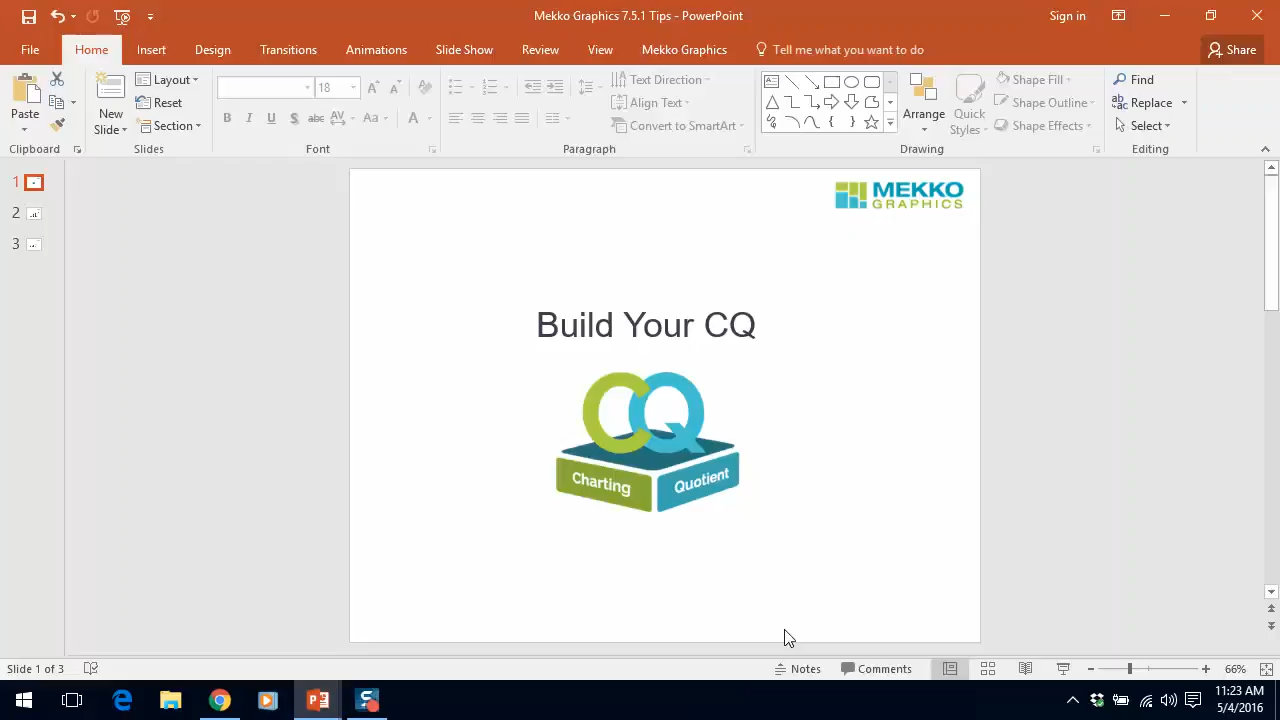 Mekko Graphics 7.5.1 Tips - PowerPoint
Sign in
File Home Insert Design Transitions Animations Slide Show Review View Mekko Graphics Tell me what you want to do Share
Paste
New Slide
Layout
Reset
Section
18
Text Direction
Align Text
Convert to SmartArt
Arrange
Quick Styles
Shape Fill
Shape Outline
Shape Effects
Find
Replace
Select
Clipboard Slides Font Paragraph Drawing Editing
1
2
3
MEKKO
GRAPHICS
Build Your CQ
CQ
Charting Quotient
Slide 1 of 3
Notes
Comments
66%
11:23 AM
5/4/2016